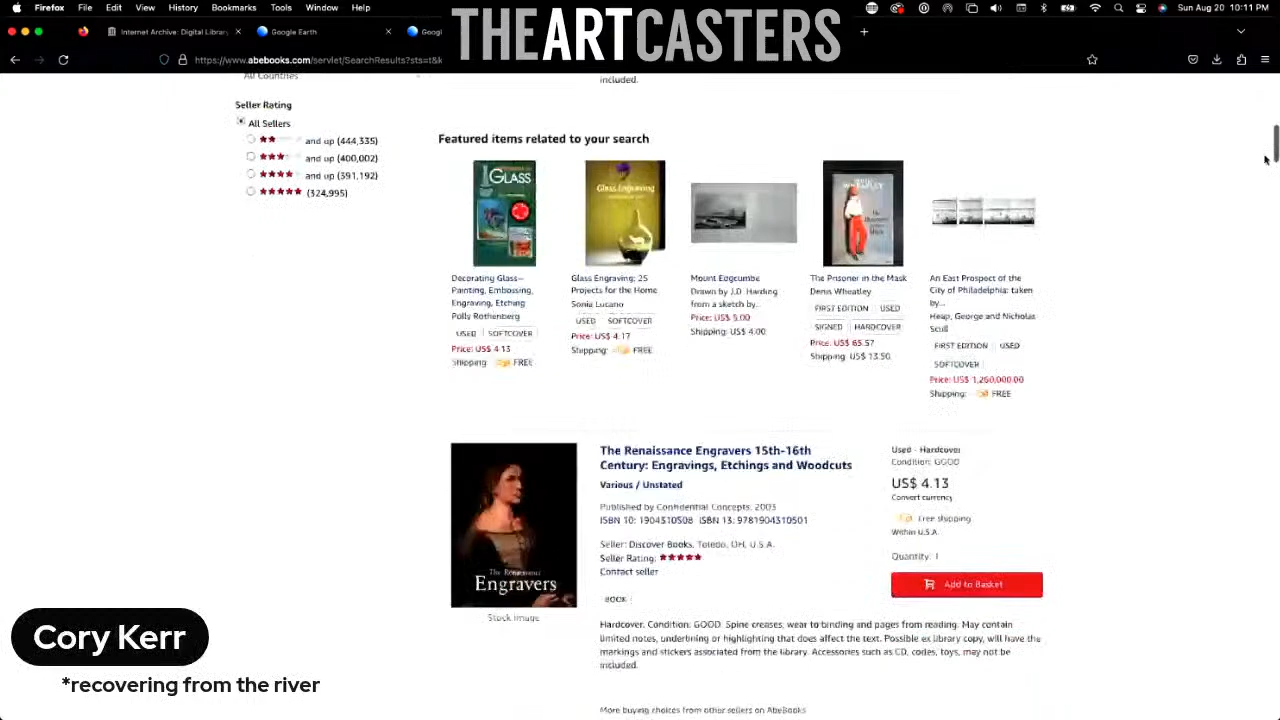 Firefox File Edit View History Bookmarks Tools Window Help Sun Aug 20 10:11 PM
Internet Archive: Digital Library Google Earth Goog
THEARTCASTERS
https://www.abebooks.com/servlet/SearchResults?sts=t&k
All Countries
included.
Seller Rating
All Sellers
and up (444,335)
and up (400,002)
and up (391,192)
(324,995)
Featured items related to your search
GLASS
Glass Engraving
Decorating Glass—
Painting, Embossing,
Engraving, Etching
Polly Rothenberg
USED SOFTCOVER
Price: US$ 4.13
Shipping: FREE
Glass Engraving: 25
Projects for the Home
Sonia Lucano
USED SOFTCOVER
Price: US$ 4.17
Shipping: FREE
Mount Edgcumbe
Drawn by J.D. Harding
from a sketch by...
Price: US$ 5.00
Shipping: US$ 4.00
The Prisoner in the Mask
Denis Wheatley
FIRST EDITION USED
SIGNED HARDCOVER
Price: US$ 65.57
Shipping: US$ 13.50
An East Prospect of the
City of Philadelphia: taken
by...
Heap, George and Nicholas
Scull
FIRST EDITION USED
SOFTCOVER
Price: US$ 1,260,000.00
Shipping: FREE
The Renaissance
Engravers
Stock Image
The Renaissance Engravers 15th-16th
Century: Engravings, Etchings and Woodcuts
Various / Unstated
Published by Confidential Concepts, 2003
ISBN 10: 1904310508 ISBN 13: 9781904310501
Seller: Discover Books, Toledo, OH, U.S.A.
Seller Rating:
Contact seller
BOOK
Used - Hardcover
Condition: GOOD
US$ 4.13
Convert currency
Free shipping
Within U.S.A.
Quantity: 1
Add to Basket
Hardcover. Condition: GOOD. Spine creases, wear to binding and pages from reading. May contain
limited notes, underlining or highlighting that does affect the text. Possible ex library copy, will have the
markings and stickers associated from the library. Accessories such as CD, codes, toys, may not be
included.
More buying choices from other sellers on AbeBooks
Cory Kerr
*recovering from the river